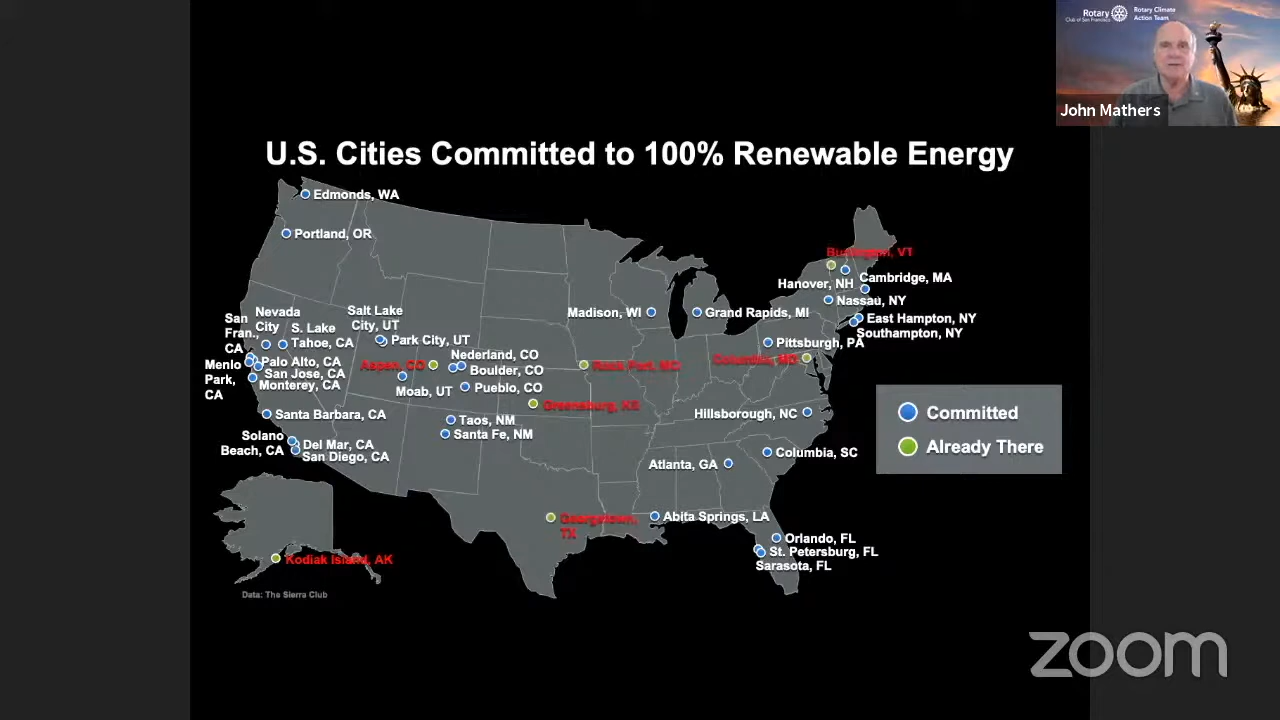 Rotary
Club of San Francisco
Rotary Climate
Action Team
John Mathers
U.S. Cities Committed to 100% Renewable Energy
Edmonds, WA
Portland, OR
Burlington, VT
Hanover, NH
Cambridge, MA
Nassau, NY
East Hampton, NY
Southampton, NY
Nevada
City
Salt Lake
City, UT
San
Fran.,
CA
S. Lake
Tahoe, CA
Park City, UT
Madison, WI
Grand Rapids, MI
Pittsburgh, PA
Menlo
Park,
CA
Palo Alto, CA
San Jose, CA
Monterey, CA
Aspen, CO
Nederland, CO
Boulder, CO
Rock Port, MO
Columbia, MD
Moab, UT
Pueblo, CO
Greensburg, KS
Santa Barbara, CA
Taos, NM
Santa Fe, NM
Hillsborough, NC
Committed
Already There
Solano
Beach, CA
Del Mar, CA
San Diego, CA
Atlanta, GA
Columbia, SC
Georgetown,
TX
Abita Springs, LA
Orlando, FL
St. Petersburg, FL
Sarasota, FL
Kodiak Island, AK
Data: The Sierra Club
zoom